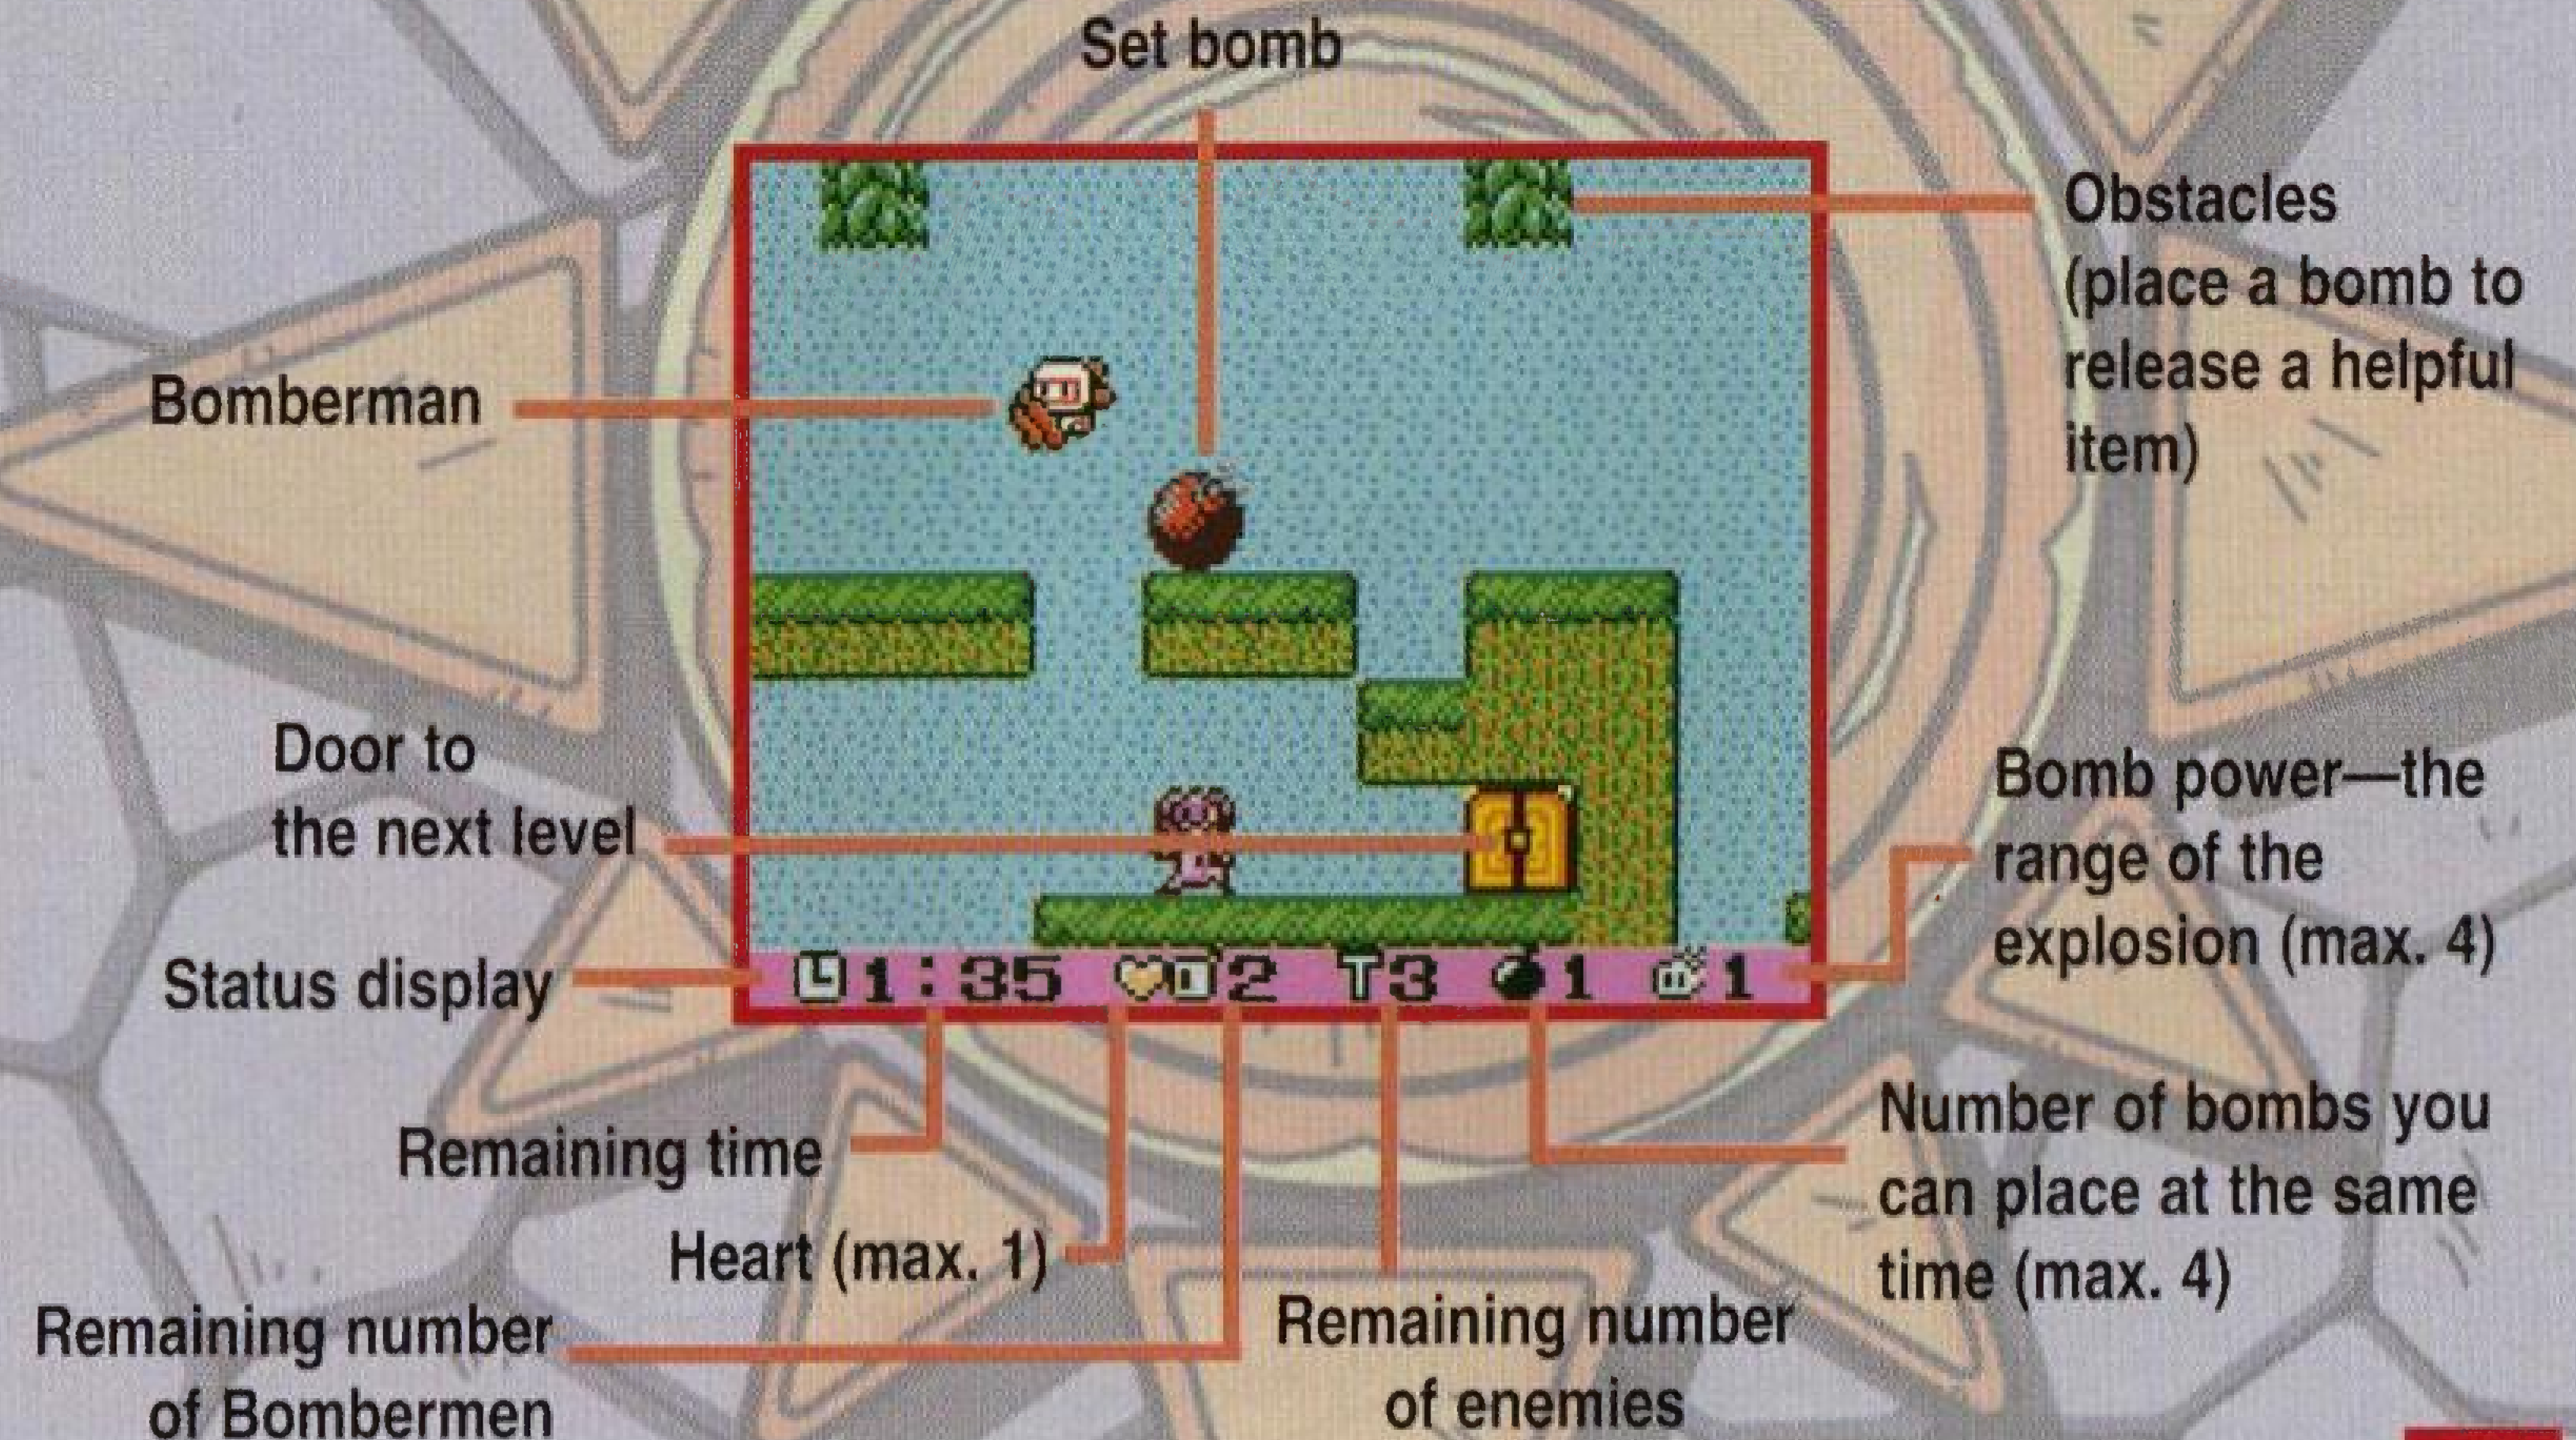 Set bomb
Obstacles
(place a bomb to
release a helpful
item)
Bomberman
Door to
the next level
Bomb power—the
range of the
explosion (max. 4)
Status display
1:35 2 T3 1 1
Remaining time
Number of bombs you
can place at the same
time (max. 4)
Heart (max. 1)
Remaining number
of Bombermen
Remaining number
of enemies